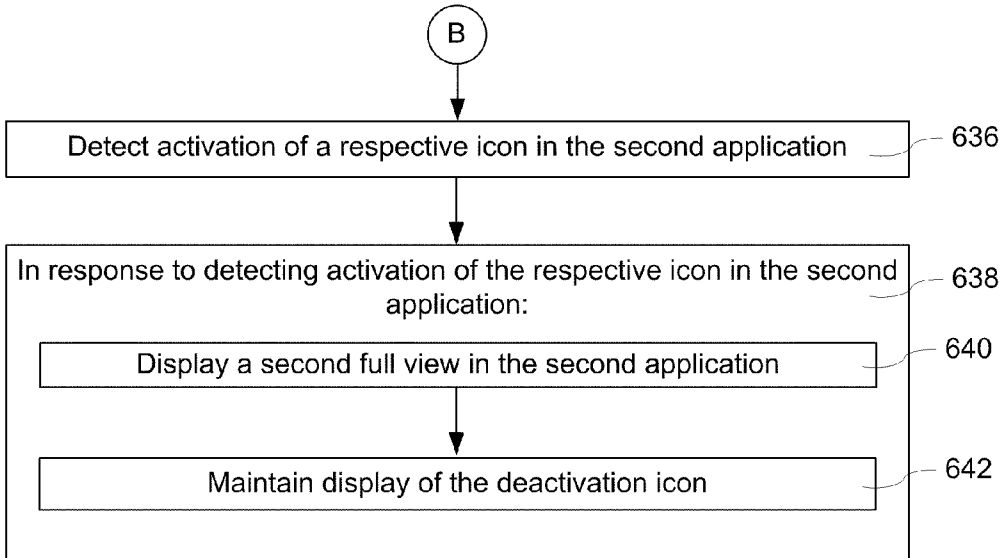 B
Detect activation of a respective icon in the second application
636
In response to detecting activation of the respective icon in the second
application:
638
Display a second full view in the second application
640
Maintain display of the deactivation icon
642